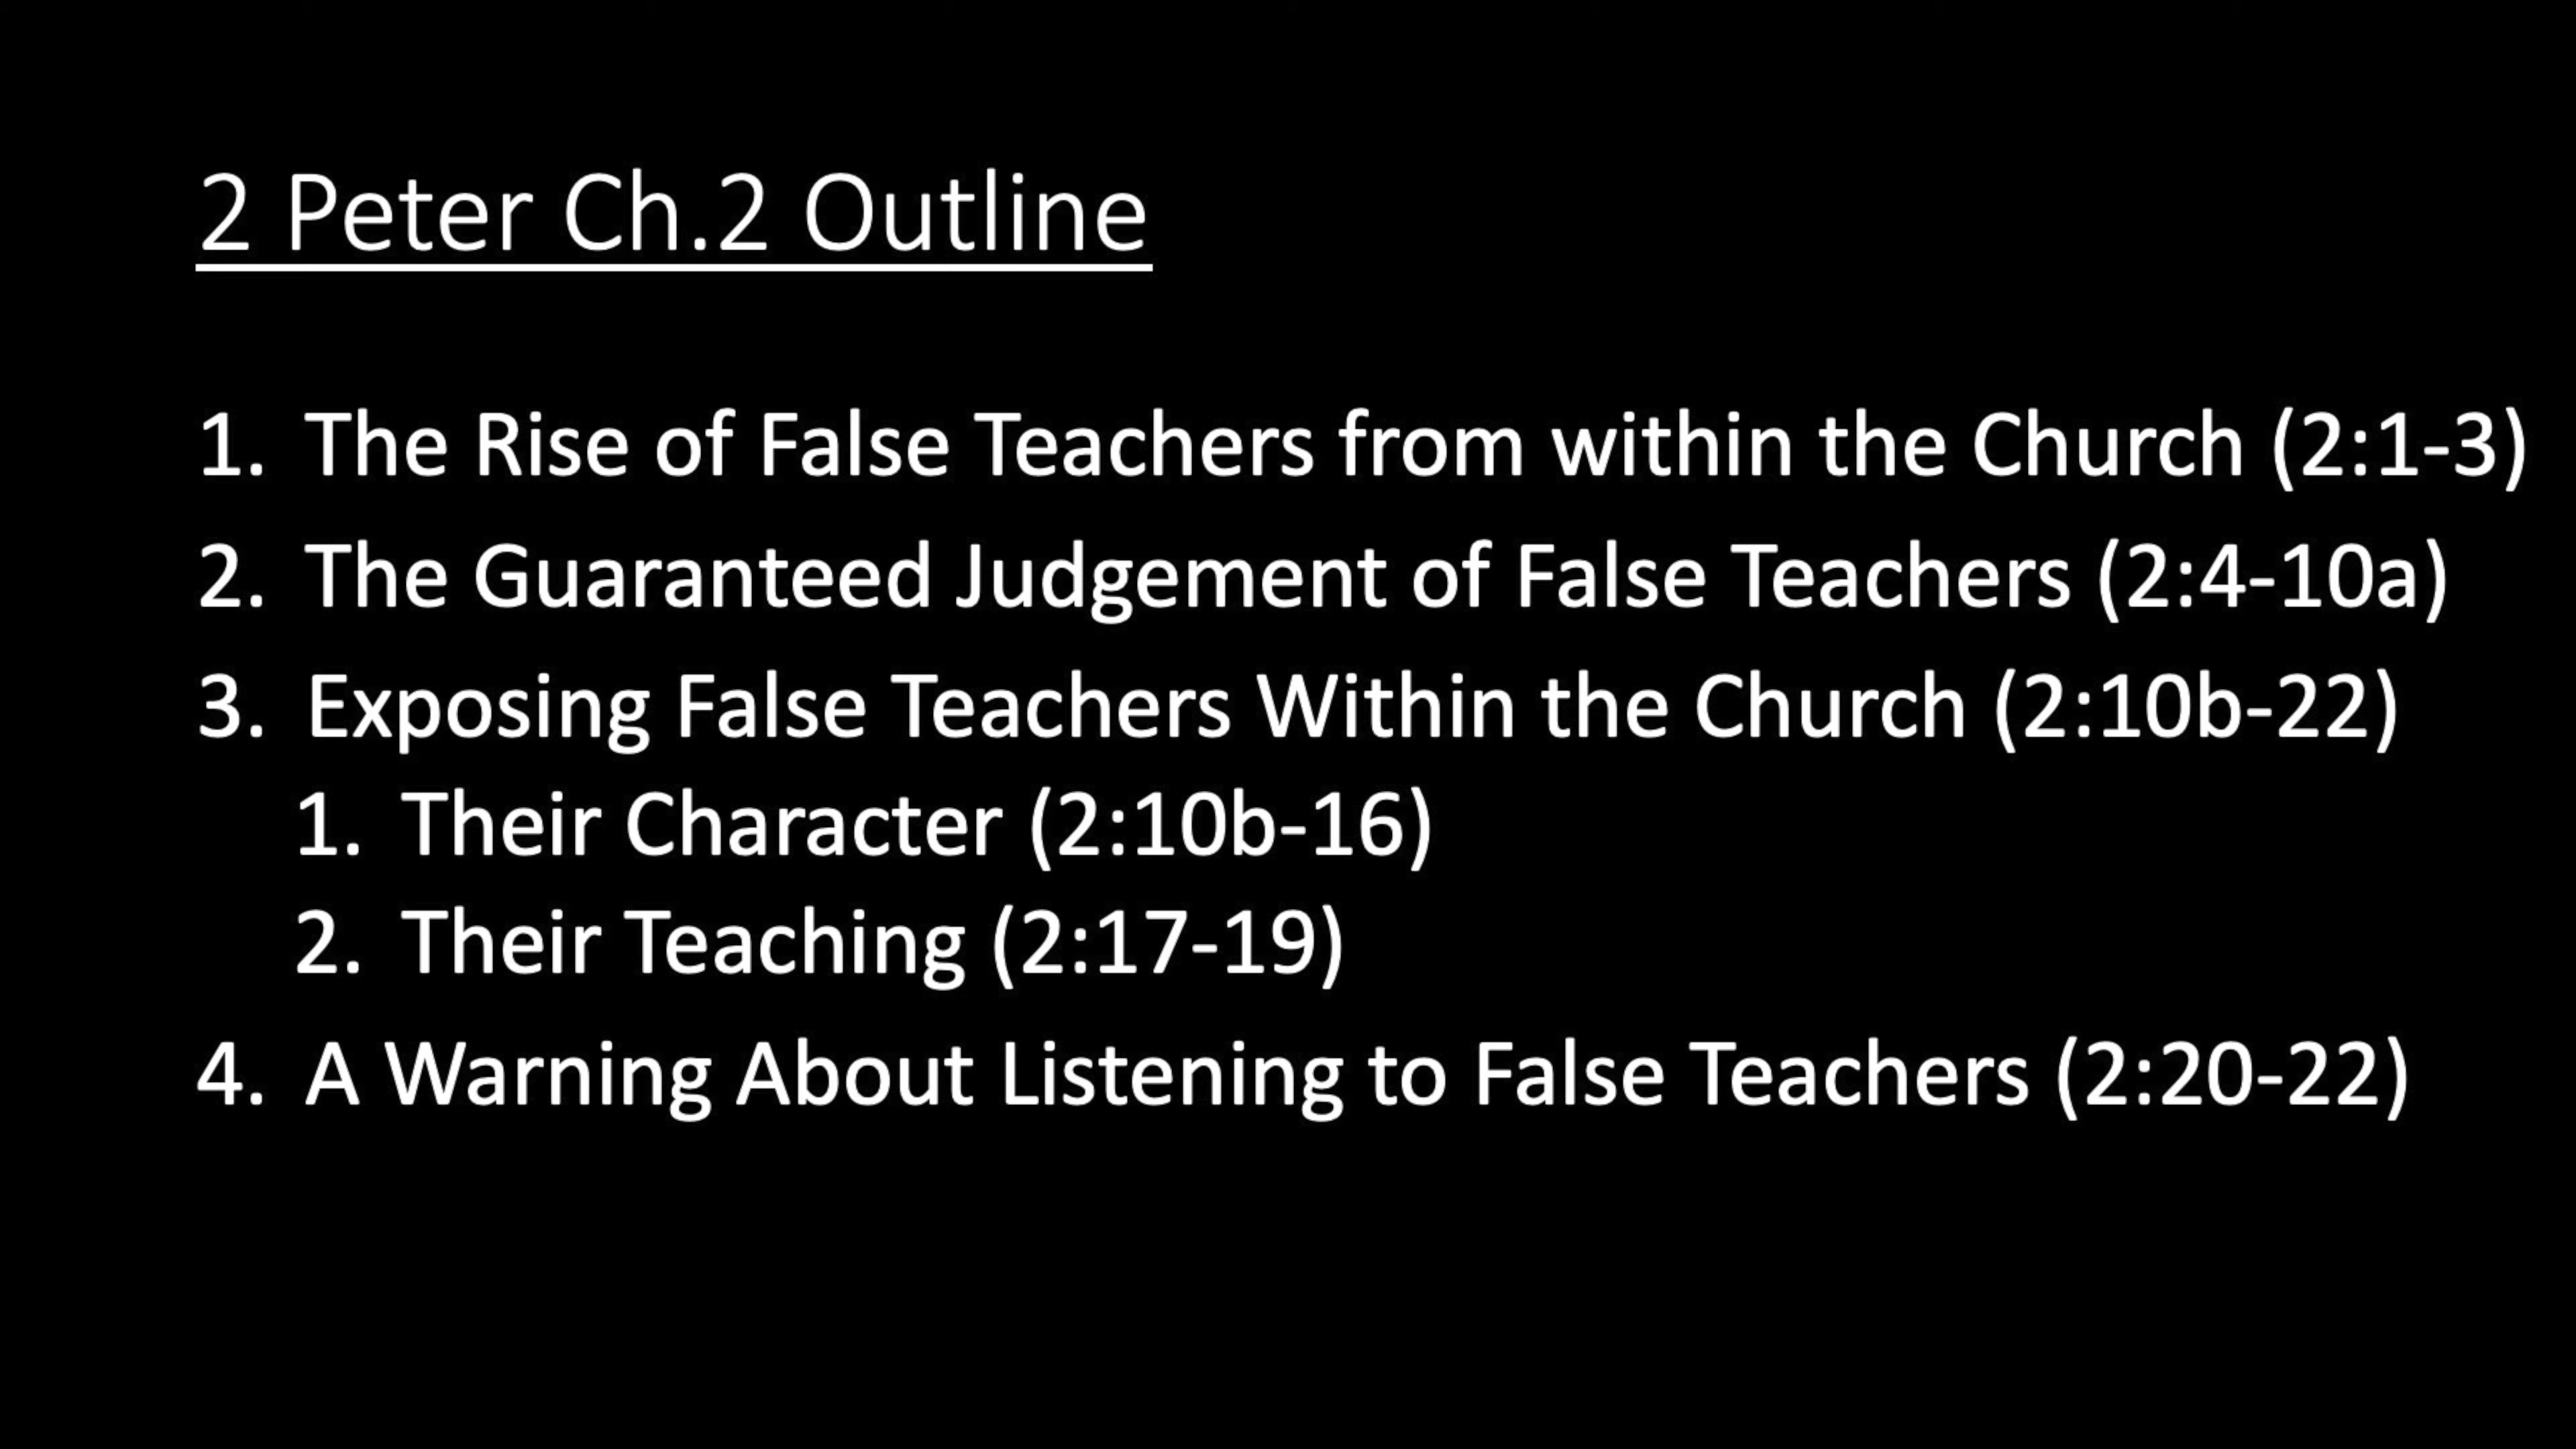 2 Peter Ch.2 Outline
1. The Rise of False Teachers from within the Church (2:1-3)
2. The Guaranteed Judgement of False Teachers (2:4-10a)
3. Exposing False Teachers Within the Church (2:10b-22)
1. Their Character (2:10b-16)
2. Their Teaching (2:17-19)
4. A Warning About Listening to False Teachers (2:20-22)